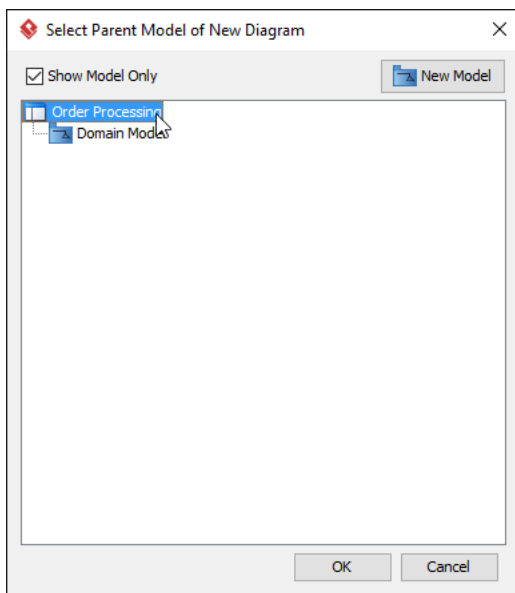 Select Parent Model of New Diagram
Show Model Only
New Model
Order Processing
Domain Model
OK
Cancel